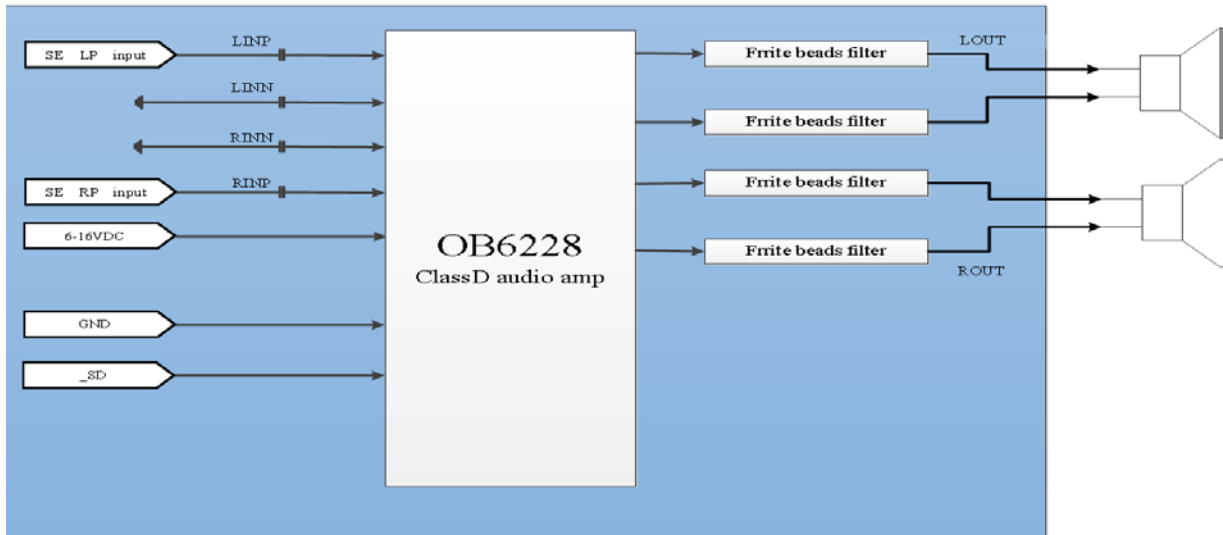 SE LP input
LINP
LINN
RINN
SE RP input
RINP
6-16VDC
GND
_SD
OB6228
ClassD audio amp
Frrite beads filter
Frrite beads filter
Frrite beads filter
Frrite beads filter
LOUT
ROUT